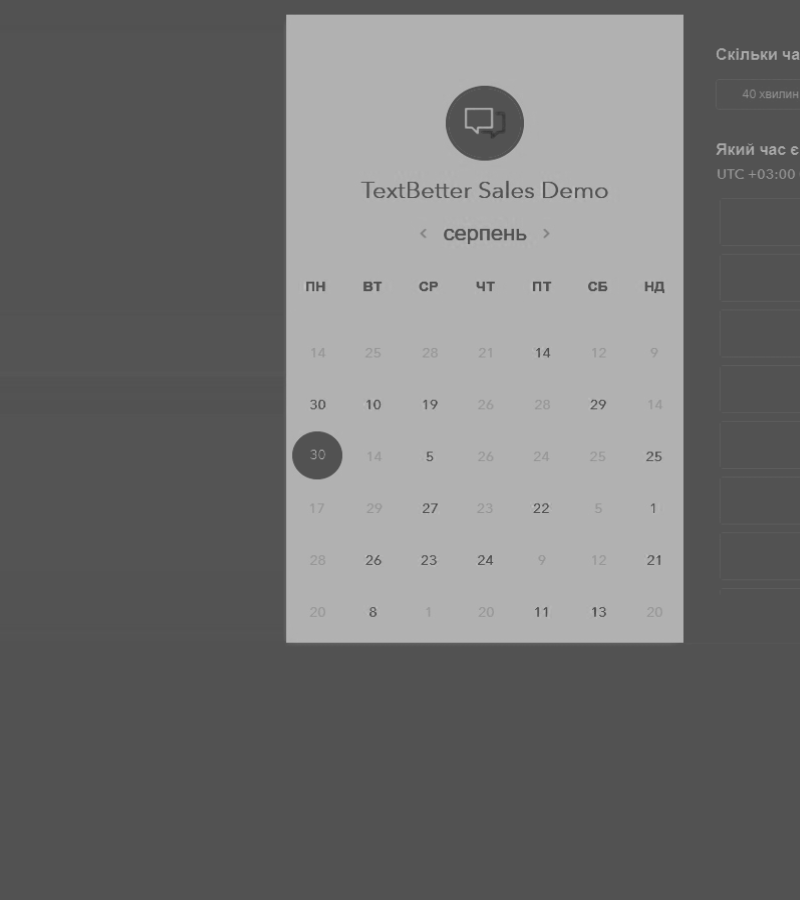 TextBetter Sales Demo
‹ серпень ›
ПН ВТ СР ЧТ ПТ СБ НД
14 25 28 21 14 12 9
30 10 19 26 28 29 14
30 14 5 26 24 25 25
17 29 27 23 22 5 1
28 26 23 24 9 12 21
20 8 1 20 11 13 20
Скільки ча
40 хвилин
Який час є
UTC +03:00